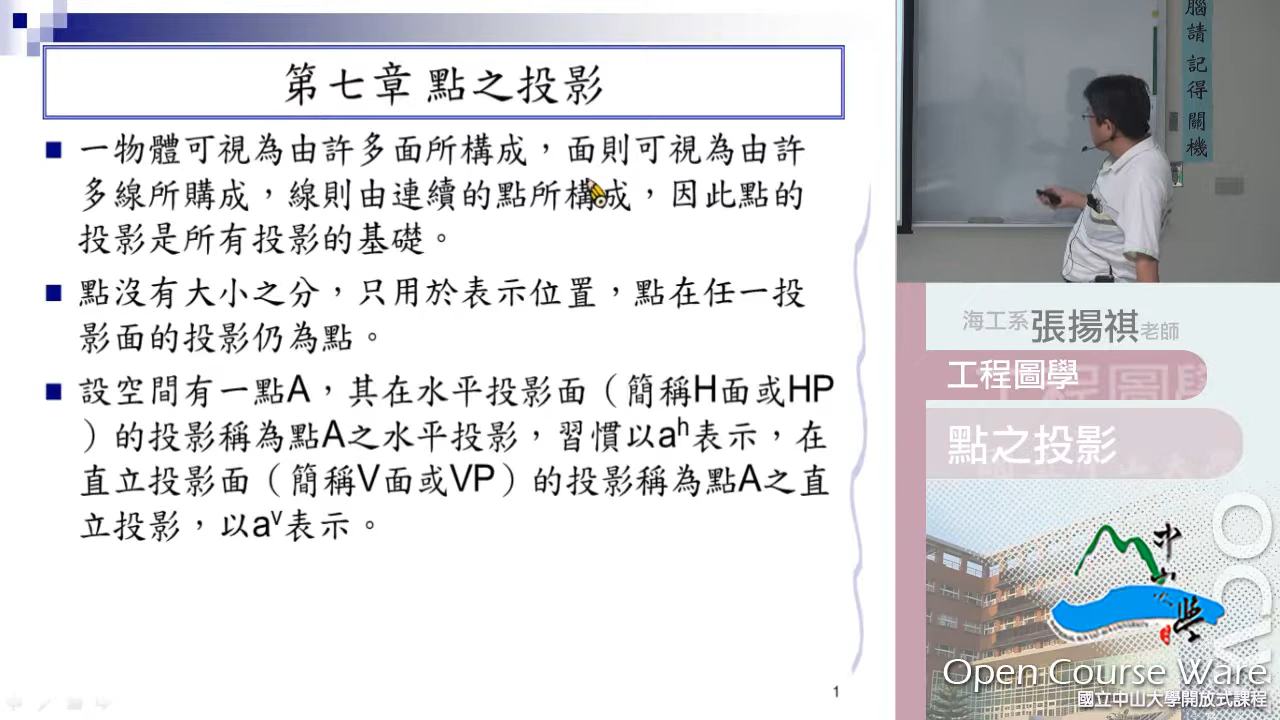 第七章 點之投影
一物體可視為由許多面所構成，面則可視為由許
多線所購成，線則由連續的點所構成，因此點的
投影是所有投影的基礎。
點沒有大小之分，只用於表示位置，點在任一投
影面的投影仍為點。
設空間有一點A，其在水平投影面（簡稱H面或HP
）的投影稱為點A之水平投影，習慣以aʰ表示，在
直立投影面（簡稱V面或VP）的投影稱為點A之直
立投影，以aᵛ表示。
1
腦請記得關機
海工系張揚祺老師
工程圖學
點之投影
中山大學
OCW
Open Course Ware
國立中山大學開放式課程